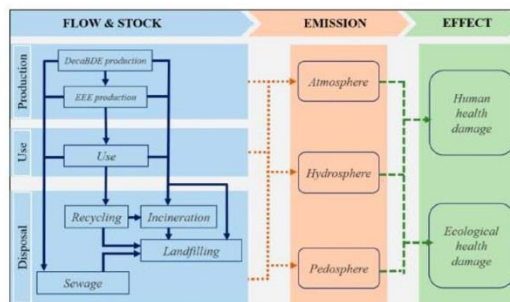 FLOW & STOCK
EMISSION
EFFECT
Production
DecaBDE production
EEE production
Use
Use
Disposal
Recycling
Incineration
Landfilling
Sewage
Atmosphere
Hydrosphere
Pedosphere
Human
health
damage
Ecological
health
damage